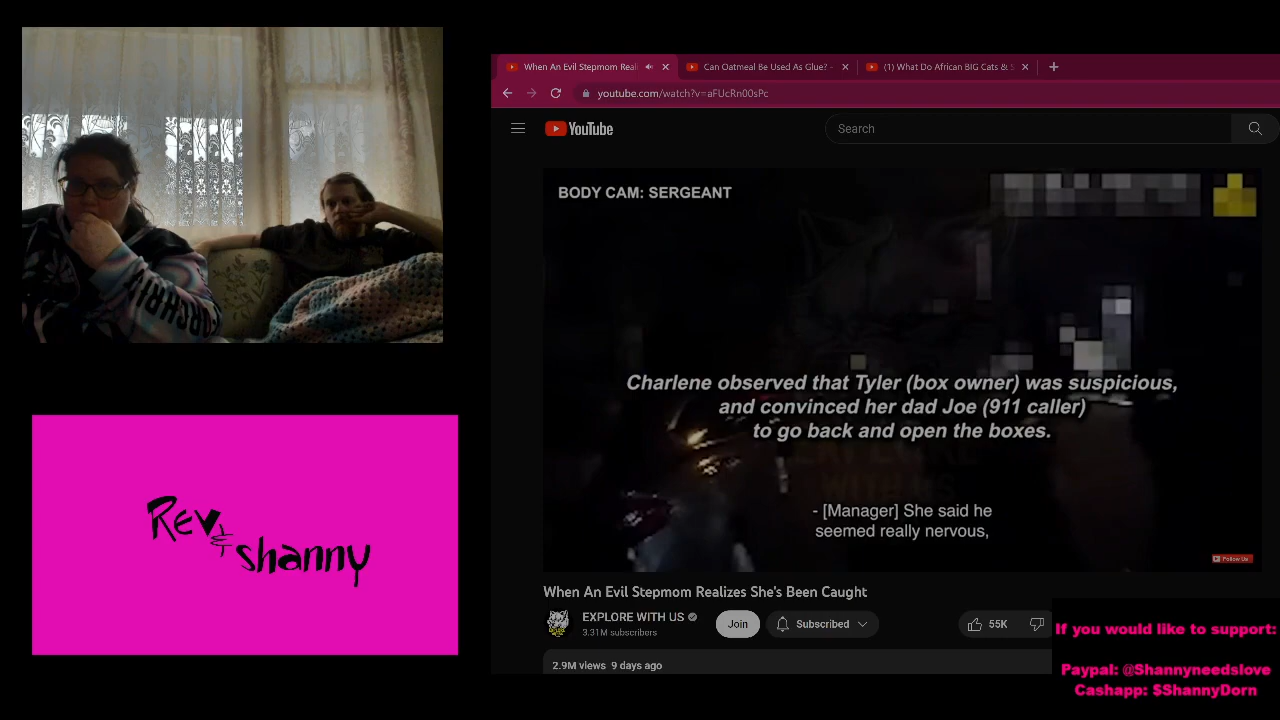 When An Evil Stepmom Reali
Can Oatmeal Be Used As Glue? -
(1) What Do African BIG Cats & S
youtube.com/watch?v=aFUcRn00sPc
YouTube
Search
BODY CAM: SERGEANT
Charlene observed that Tyler (box owner) was suspicious,
and convinced her dad Joe (911 caller)
to go back and open the boxes.
- [Manager] She said he
seemed really nervous,
Follow Us
When An Evil Stepmom Realizes She's Been Caught
EXPLORE WITH US
3.31M subscribers
Join
Subscribed
55K
2.9M views 9 days ago
Rev
&
Shanny
If you would like to support:
Paypal: @Shannyneedslove
Cashapp: $ShannyDorn